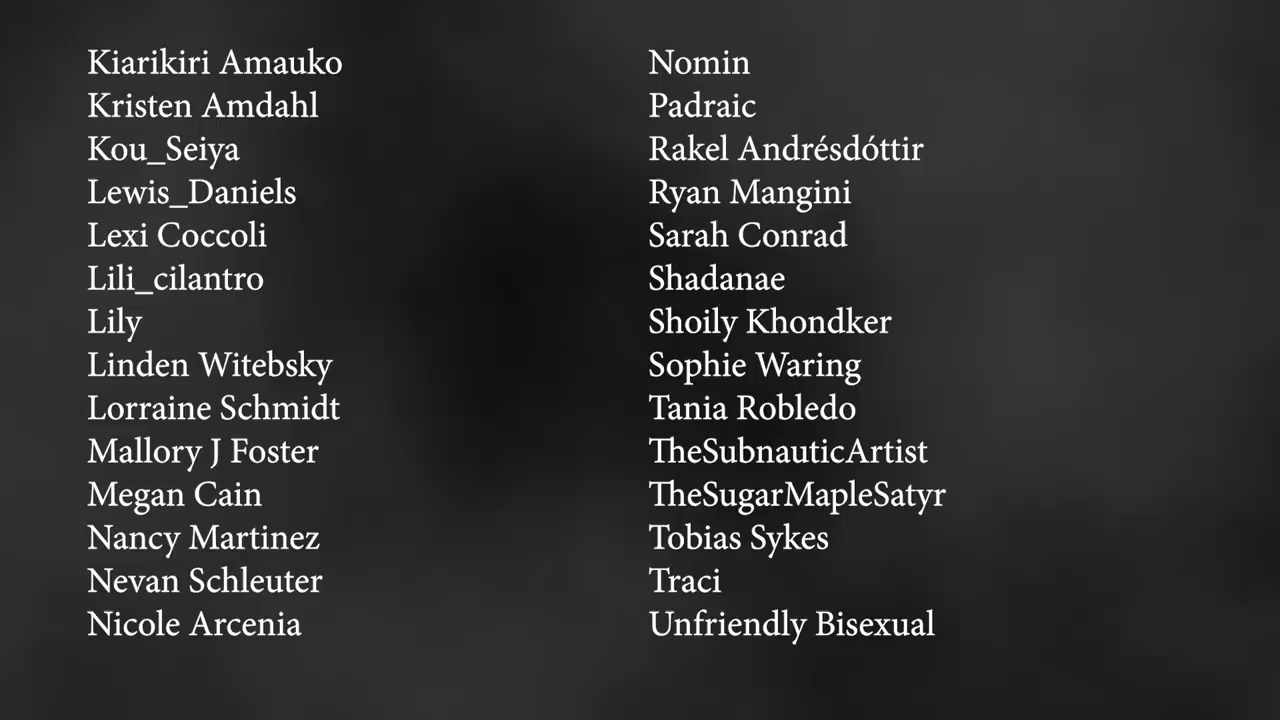 Kiarikiri Amauko
Kristen Amdahl
Kou_Seiya
Lewis_Daniels
Lexi Coccoli
Lili_cilantro
Lily
Linden Witebsky
Lorraine Schmidt
Mallory J Foster
Megan Cain
Nancy Martinez
Nevan Schleuter
Nicole Arcenia
Nomin
Padraic
Rakel Andrésdóttir
Ryan Mangini
Sarah Conrad
Shadanae
Shoily Khondker
Sophie Waring
Tania Robledo
TheSubnauticArtist
TheSugarMapleSatyr
Tobias Sykes
Traci
Unfriendly Bisexual